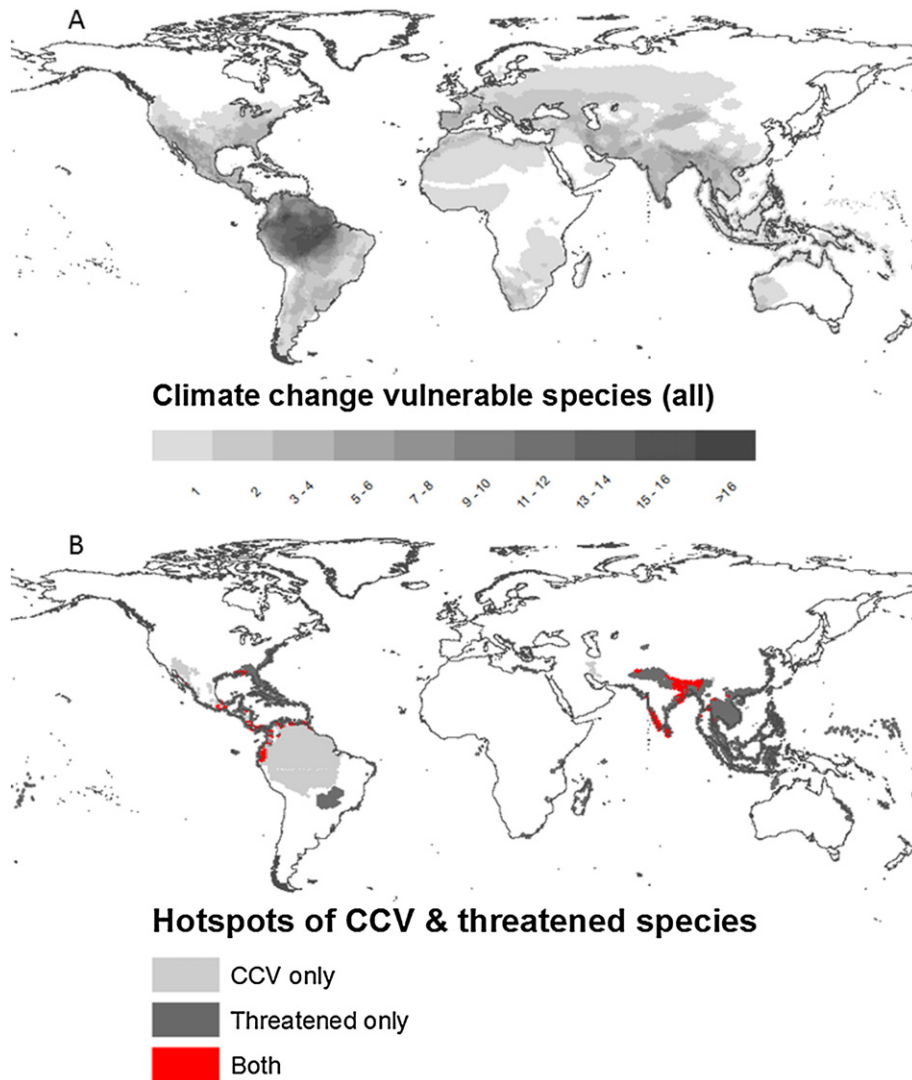 A
Climate change vulnerable species (all)
1
2
3 - 4
5 - 6
7 - 8
9 - 10
11 - 12
13 - 14
15 - 16
>16
B
Hotspots of CCV & threatened species
CCV only
Threatened only
Both